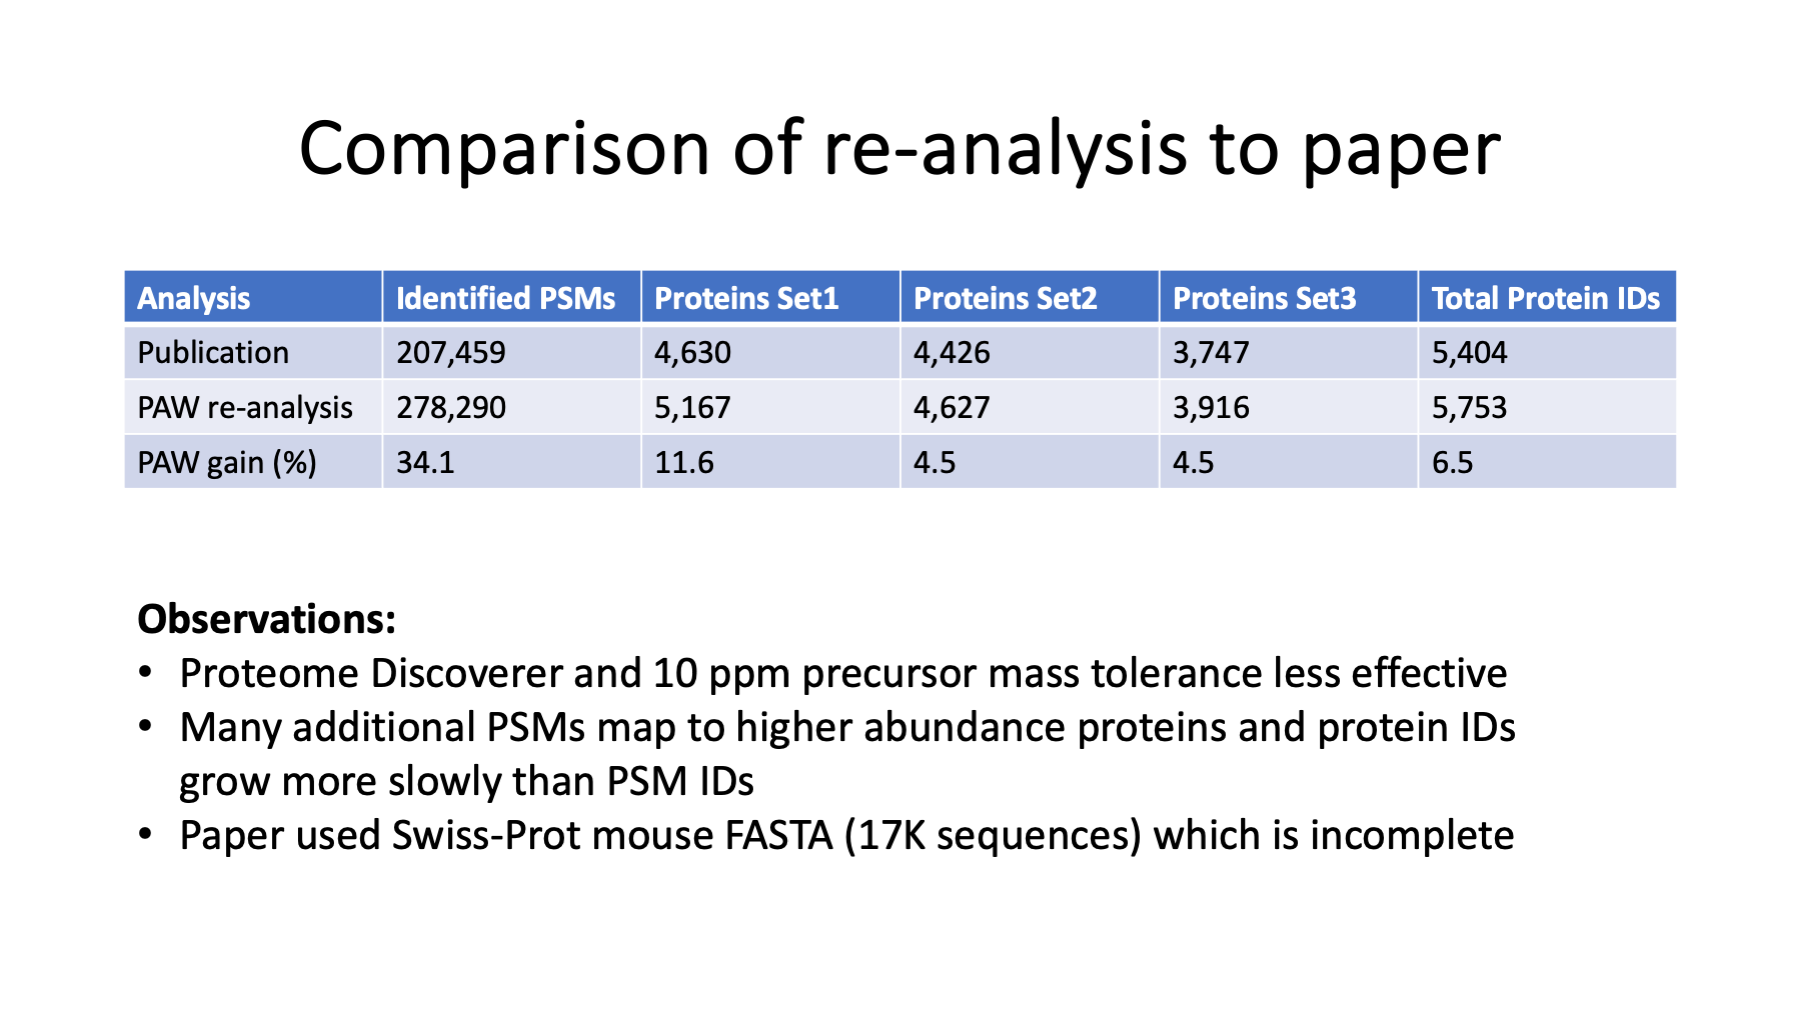 Comparison of re-analysis to paper
Analysis Identified PSMs Proteins Set1 Proteins Set2 Proteins Set3 Total Protein IDs
Publication 207,459 4,630 4,426 3,747 5,404
PAW re-analysis 278,290 5,167 4,627 3,916 5,753
PAW gain (%) 34.1 11.6 4.5 4.5 6.5
Observations:
• Proteome Discoverer and 10 ppm precursor mass tolerance less effective
• Many additional PSMs map to higher abundance proteins and protein IDs
grow more slowly than PSM IDs
• Paper used Swiss-Prot mouse FASTA (17K sequences) which is incomplete